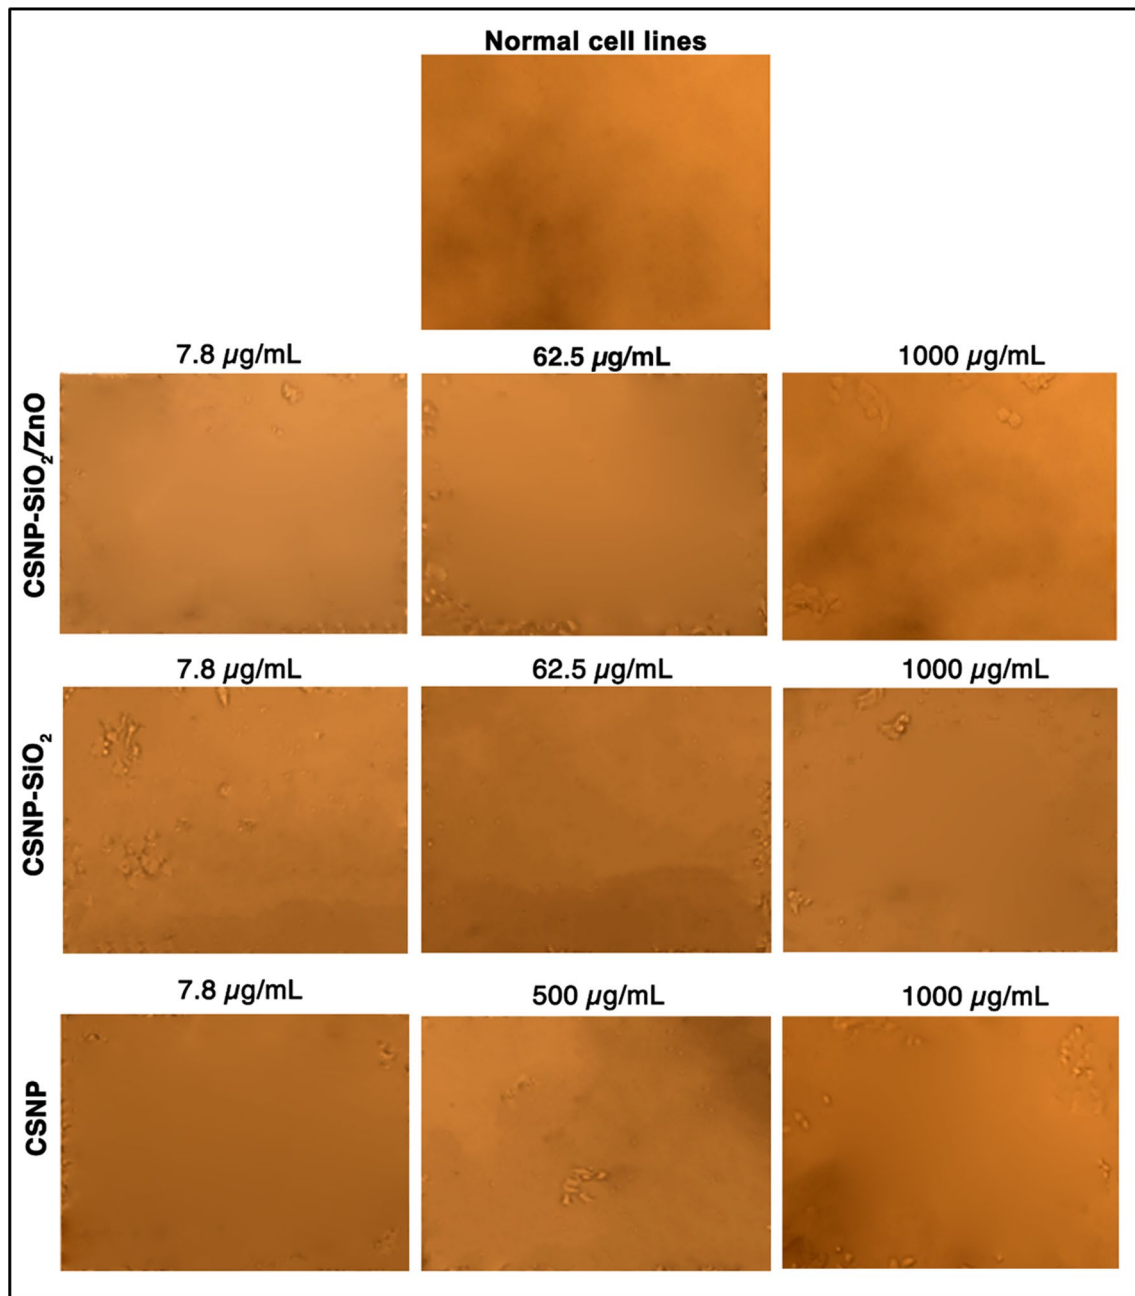 Normal cell lines
7.8 µg/mL 62.5 µg/mL 1000 µg/mL
CSNP-SiO₂/ZnO
7.8 µg/mL 62.5 µg/mL 1000 µg/mL
CSNP-SiO₂
7.8 µg/mL 500 µg/mL 1000 µg/mL
CSNP